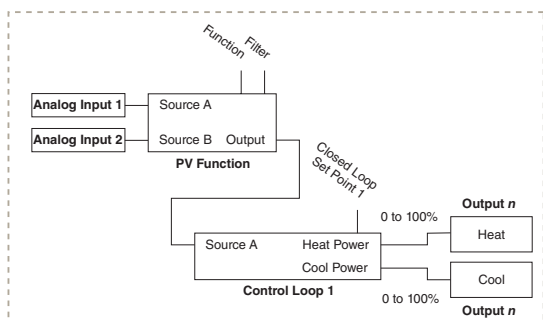 Function
Filter
Analog Input 1
Source A
Analog Input 2
Source B Output
PV Function
Closed Loop
Set Point 1
0 to 100%
Output n
Source A Heat Power
Heat
Cool Power
Cool
Control Loop 1
0 to 100%
Output n